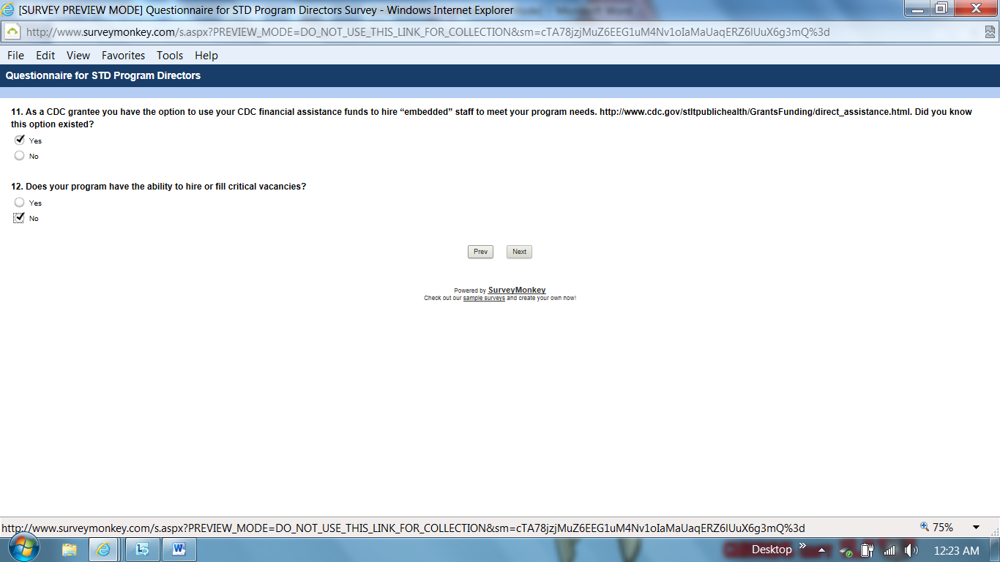 [SURVEY PREVIEW MODE] Questionnaire for STD Program Directors Survey - Windows Internet Explorer
http://www.surveymonkey.com/s.aspx?PREVIEW_MODE=DO_NOT_USE_THIS_LINK_FOR_COLLECTION&sm=cTA78jzjMuZ6EEG1uM4Nv1oIaMaUaqERZ6lUuX6g3mQ%3d
File Edit View Favorites Tools Help
Questionnaire for STD Program Directors
11. As a CDC grantee you have the option to use your CDC financial assistance funds to hire “embedded” staff to meet your program needs. http://www.cdc.gov/stltpublichealth/GrantsFunding/direct_assistance.html. Did you know
this option existed?
Yes
No
12. Does your program have the ability to hire or fill critical vacancies?
Yes
No
Prev Next
Powered by SurveyMonkey
Check out our sample surveys and create your own now!
http://www.surveymonkey.com/s.aspx?PREVIEW_MODE=DO_NOT_USE_THIS_LINK_FOR_COLLECTION&sm=cTA78jzjMuZ6EEG1uM4Nv1oIaMaUaqERZ6lUuX6g3mQ%3d 75%
Desktop 12:23 AM